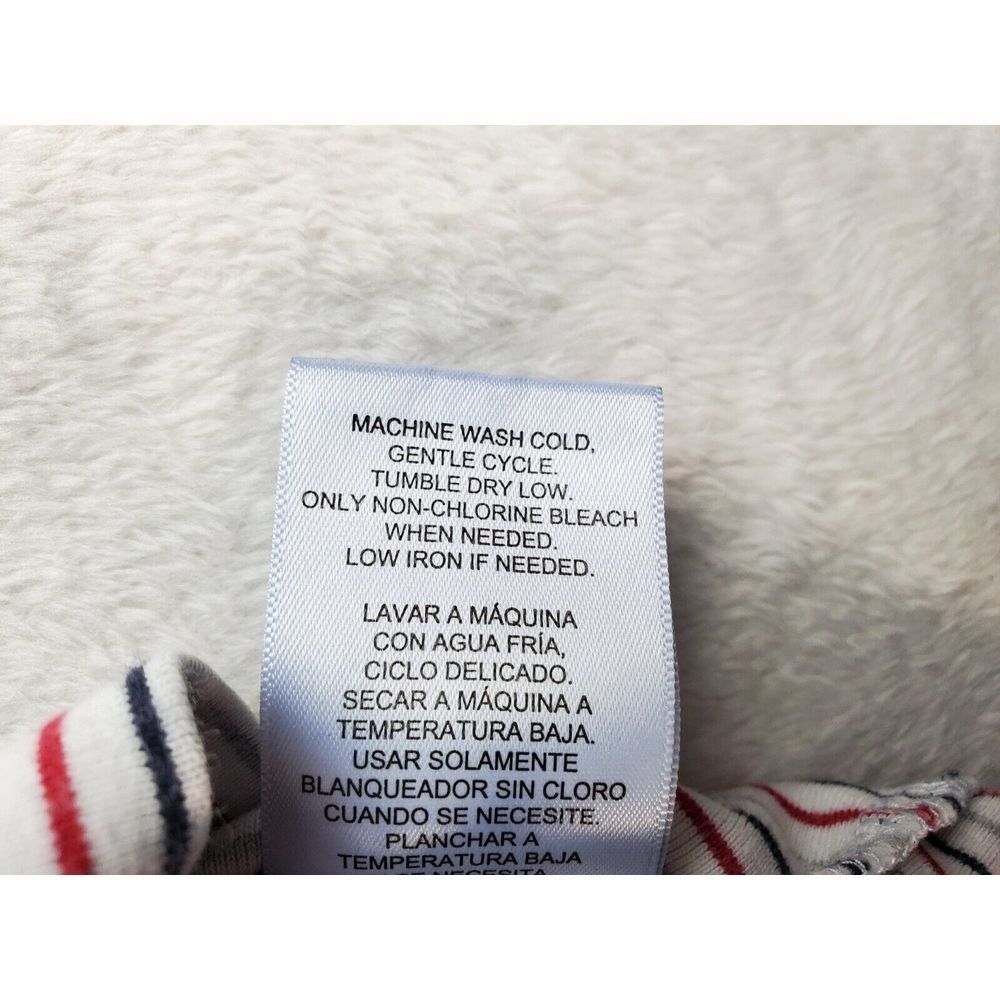 MACHINE WASH COLD,
GENTLE CYCLE.
TUMBLE DRY LOW.
ONLY NON-CHLORINE BLEACH
WHEN NEEDED.
LOW IRON IF NEEDED.
LAVAR A MÁQUINA
CON AGUA FRÍA,
CICLO DELICADO.
SECAR A MÁQUINA A
TEMPERATURA BAJA.
USAR SOLAMENTE
BLANQUEADOR SIN CLORO
CUANDO SE NECESITE.
PLANCHAR A
TEMPERATURA BAJA
SE NECESITA